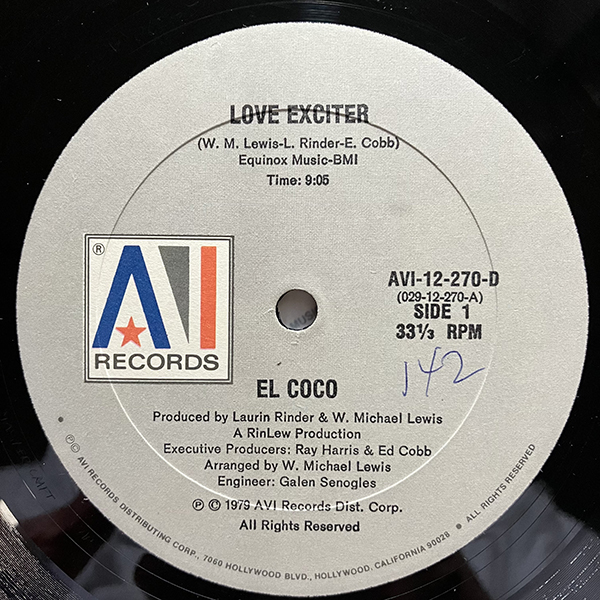 LOVE EXCITER
(W. M. Lewis-L. Rinder-E. Cobb)
Equinox Music-BMI
Time: 9:05
® AVI
RECORDS
AVI-12-270-D
(029-12-270-A)
SIDE 1
33⅓ RPM
142
EL COCO
Produced by Laurin Rinder & W. Michael Lewis
A RinLew Production
Executive Producers: Ray Harris & Ed Cobb
Arranged by W. Michael Lewis
Engineer: Galen Senogles
℗ © 1979 AVI Records Dist. Corp.
All Rights Reserved
• ℗© AVI RECORDS DISTRIBUTING CORP., 7060 HOLLYWOOD BLVD., HOLLYWOOD, CALIFORNIA 90028 • ALL RIGHTS RESERVED